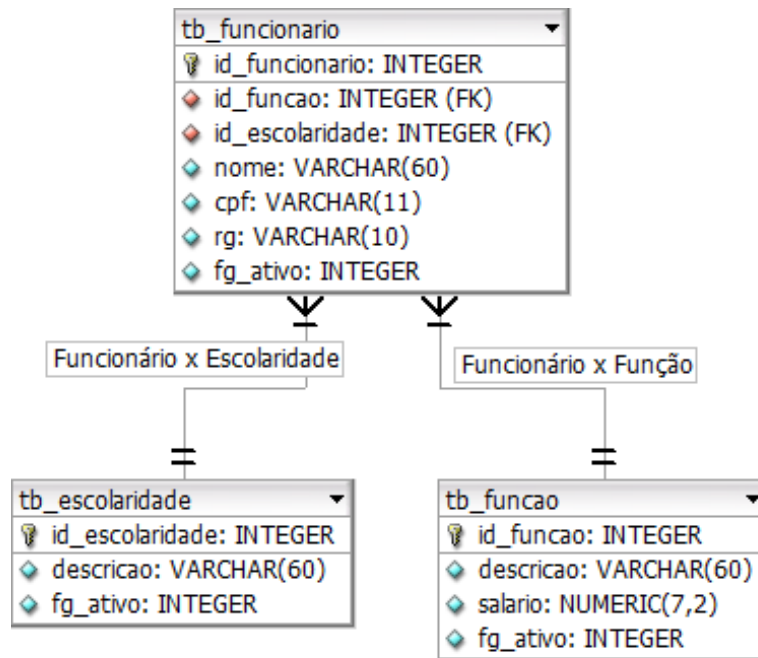 tb_funcionario
id_funcionario: INTEGER
id_funcao: INTEGER (FK)
id_escolaridade: INTEGER (FK)
nome: VARCHAR(60)
cpf: VARCHAR(11)
rg: VARCHAR(10)
fg_ativo: INTEGER
Funcionário x Escolaridade
Funcionário x Função
tb_escolaridade
id_escolaridade: INTEGER
descricao: VARCHAR(60)
fg_ativo: INTEGER
tb_funcao
id_funcao: INTEGER
descricao: VARCHAR(60)
salario: NUMERIC(7,2)
fg_ativo: INTEGER